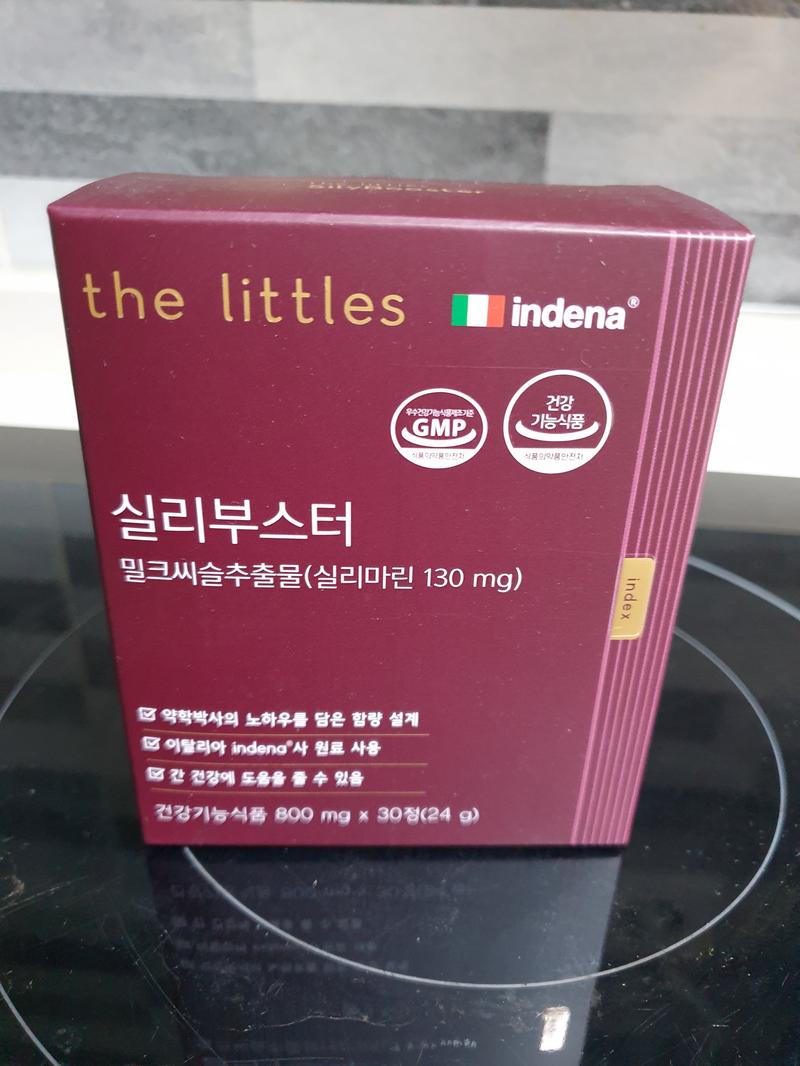 the littles
indena®
우수건강기능식품제조기준
GMP
식품의약품안전처
건강
기능식품
식품의약품안전처
실리부스터
밀크씨슬추출물(실리마린 130 mg)
index
약학박사의 노하우를 담은 함량 설계
이탈리아 indena®사 원료 사용
간 건강에 도움을 줄 수 있음
건강기능식품 800 mg x 30정(24 g)